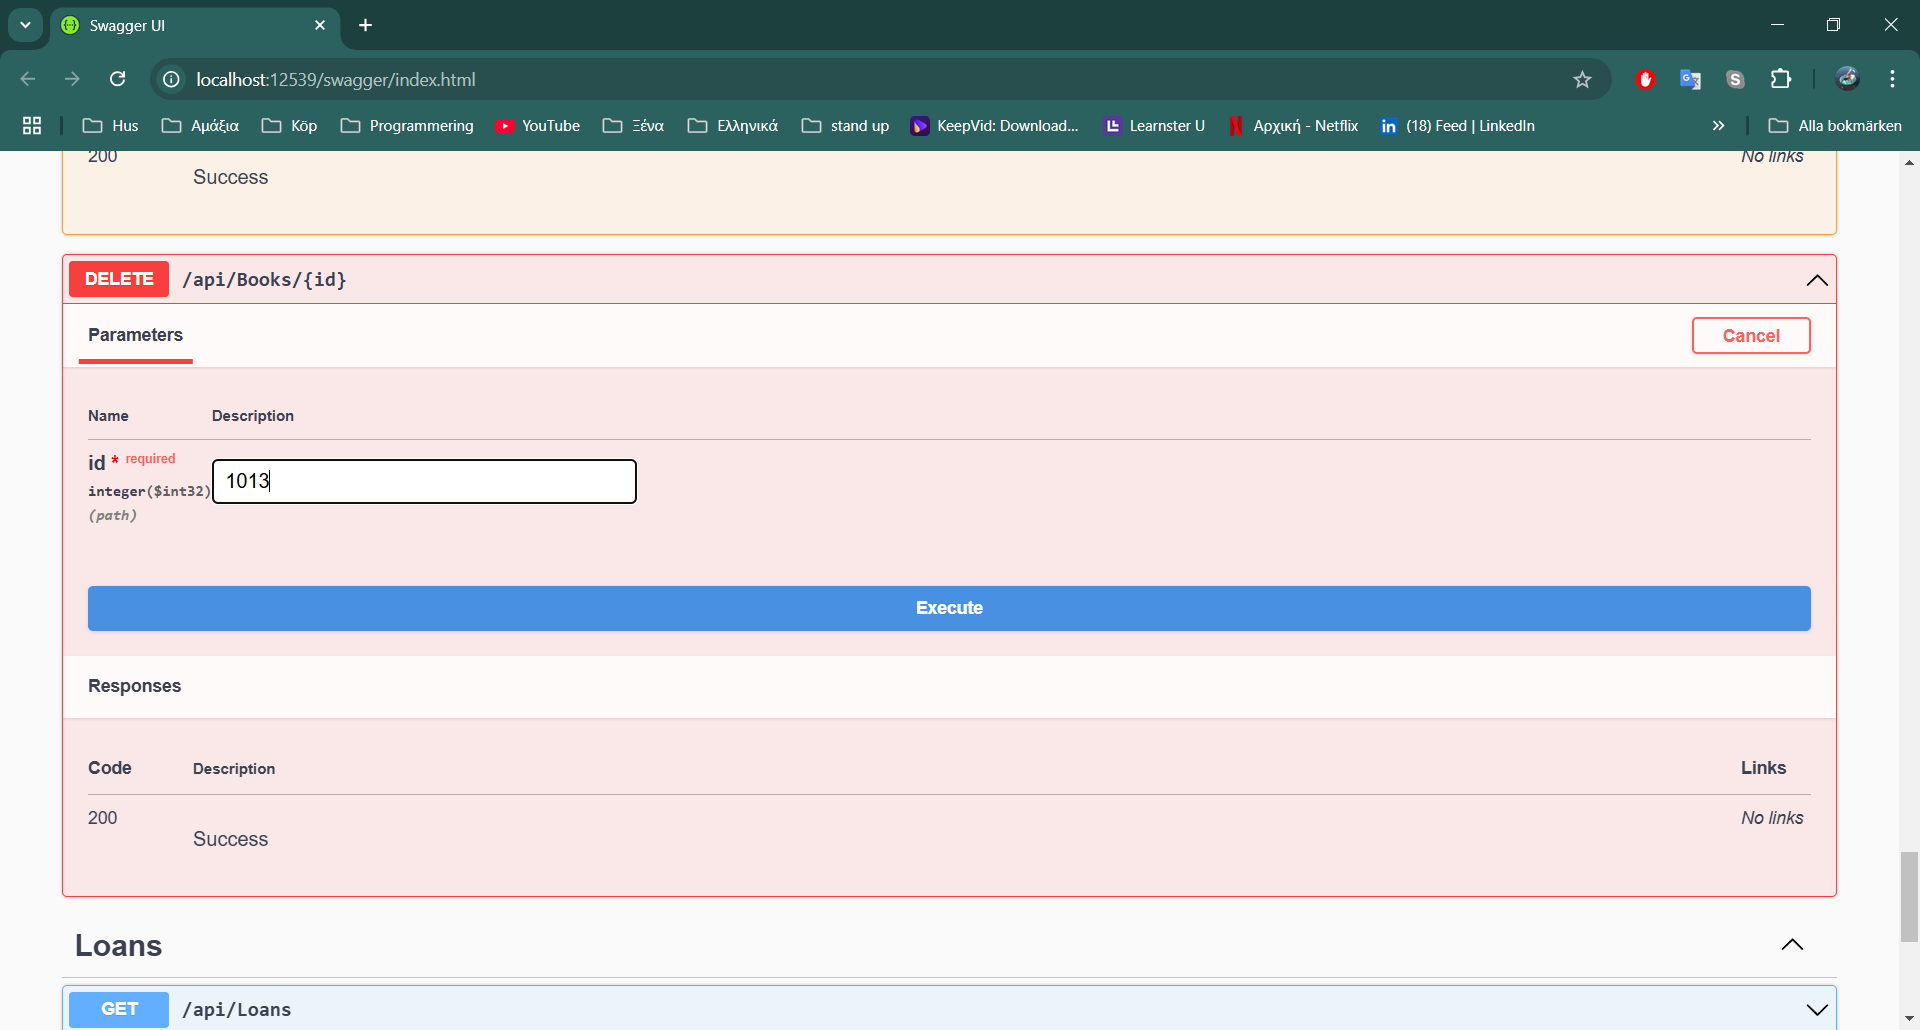 Swagger UI
localhost:12539/swagger/index.html
Hus Αμάξια Köp Programmering YouTube Ξένα Ελληνικά stand up KeepVid: Download... Learnster U Αρχική - Netflix (18) Feed | LinkedIn Alla bokmärken
200 No links
Success
DELETE /api/Books/{id}
Parameters Cancel
Name Description
id * required
1013
integer($int32)
(path)
Execute
Responses
Code Description Links
200 No links
Success
Loans
GET /api/Loans